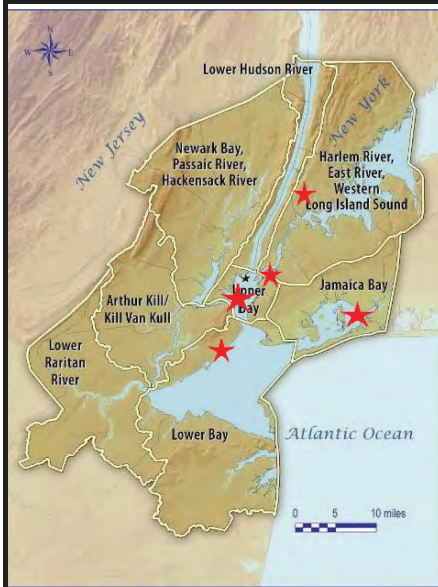 N
W E
S
Lower Hudson River
New Jersey
New York
Newark Bay,
Passaic River,
Hackensack River
Harlem River,
East River,
Western
Long Island Sound
Arthur Kill/
Kill Van Kull
Upper
Bay
Jamaica Bay
Lower
Raritan
River
Lower Bay
Atlantic Ocean
0 5 10 miles